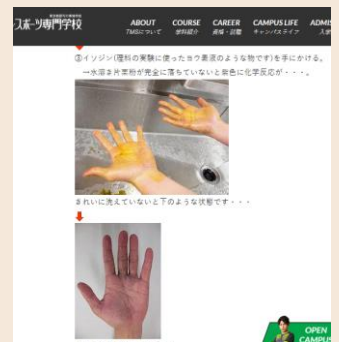 スポーツ専門学校
ABOUT
COURSE
CAREER
CAMPUS LIFE
ADMIS
TMSについて
学科紹介
資格・就職
キャンパスライフ
入学
③イソジン(理科の実験に使ったヨウ素液のような物です)を手にかける。
→水溶き片栗粉が完全に落ちていないと紫色に化学反応が・・・。
きれいに洗えていないと下のような状態です・・・
OPEN
CAMPUS